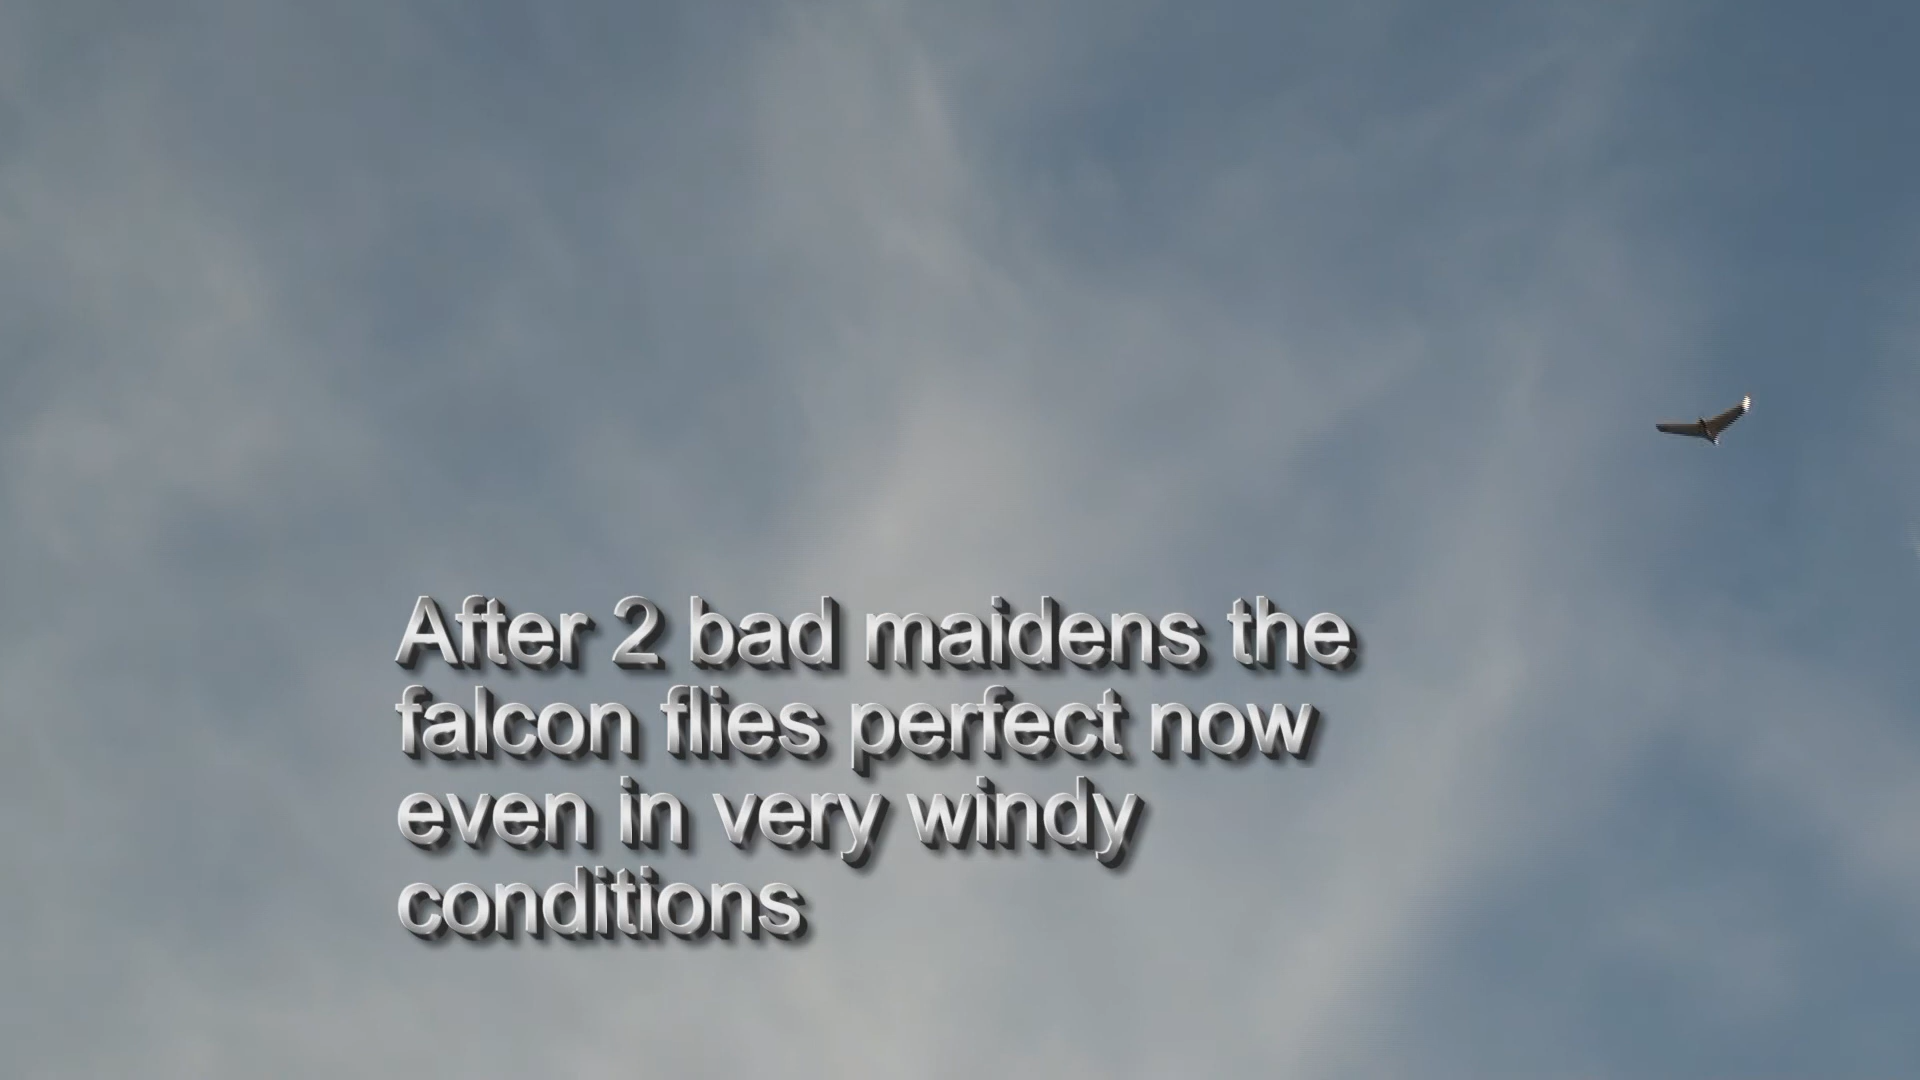 After 2 bad maidens the
falcon flies perfect now
even in very windy
conditions